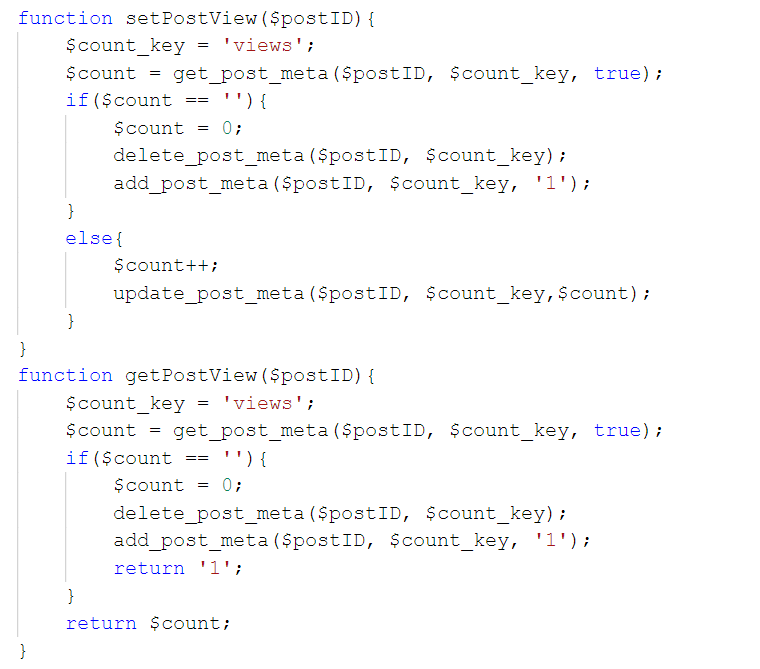 function setPostView($postID){
    $count_key = 'views';
    $count = get_post_meta($postID, $count_key, true);
    if($count == ''){
        $count = 0;
        delete_post_meta($postID, $count_key);
        add_post_meta($postID, $count_key, '1');
    }
    else{
        $count++;
        update_post_meta($postID, $count_key,$count);
    }
}
function getPostView($postID){
    $count_key = 'views';
    $count = get_post_meta($postID, $count_key, true);
    if($count == ''){
        $count = 0;
        delete_post_meta($postID, $count_key);
        add_post_meta($postID, $count_key, '1');
        return '1';
    }
    return $count;
}